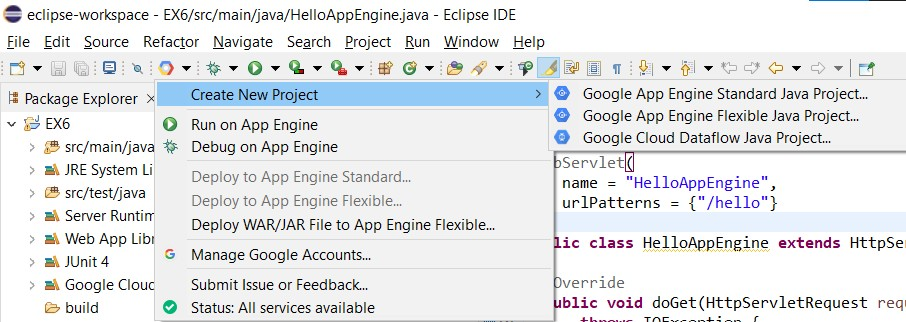 eclipse-workspace - EX6/src/main/java/HelloAppEngine.java - Eclipse IDE
File Edit Source Refactor Navigate Search Project Run Window Help
Package Explorer
Create New Project
Google App Engine Standard Java Project...
Google App Engine Flexible Java Project...
Google Cloud Dataflow Java Project...
EX6
src/main/java
JRE System Li
src/test/java
Server Runtim
Web App Libr
JUnit 4
Google Cloud
build
Run on App Engine
Debug on App Engine
Deploy to App Engine Standard...
Deploy to App Engine Flexible...
Deploy WAR/JAR File to App Engine Flexible...
Manage Google Accounts...
Submit Issue or Feedback...
Status: All services available
bServlet(
name = "HelloAppEngine",
urlPatterns = {"/hello"}
lic class HelloAppEngine extends HttpSer
Override
ublic void doGet(HttpServletRequest requ
throws IOException {